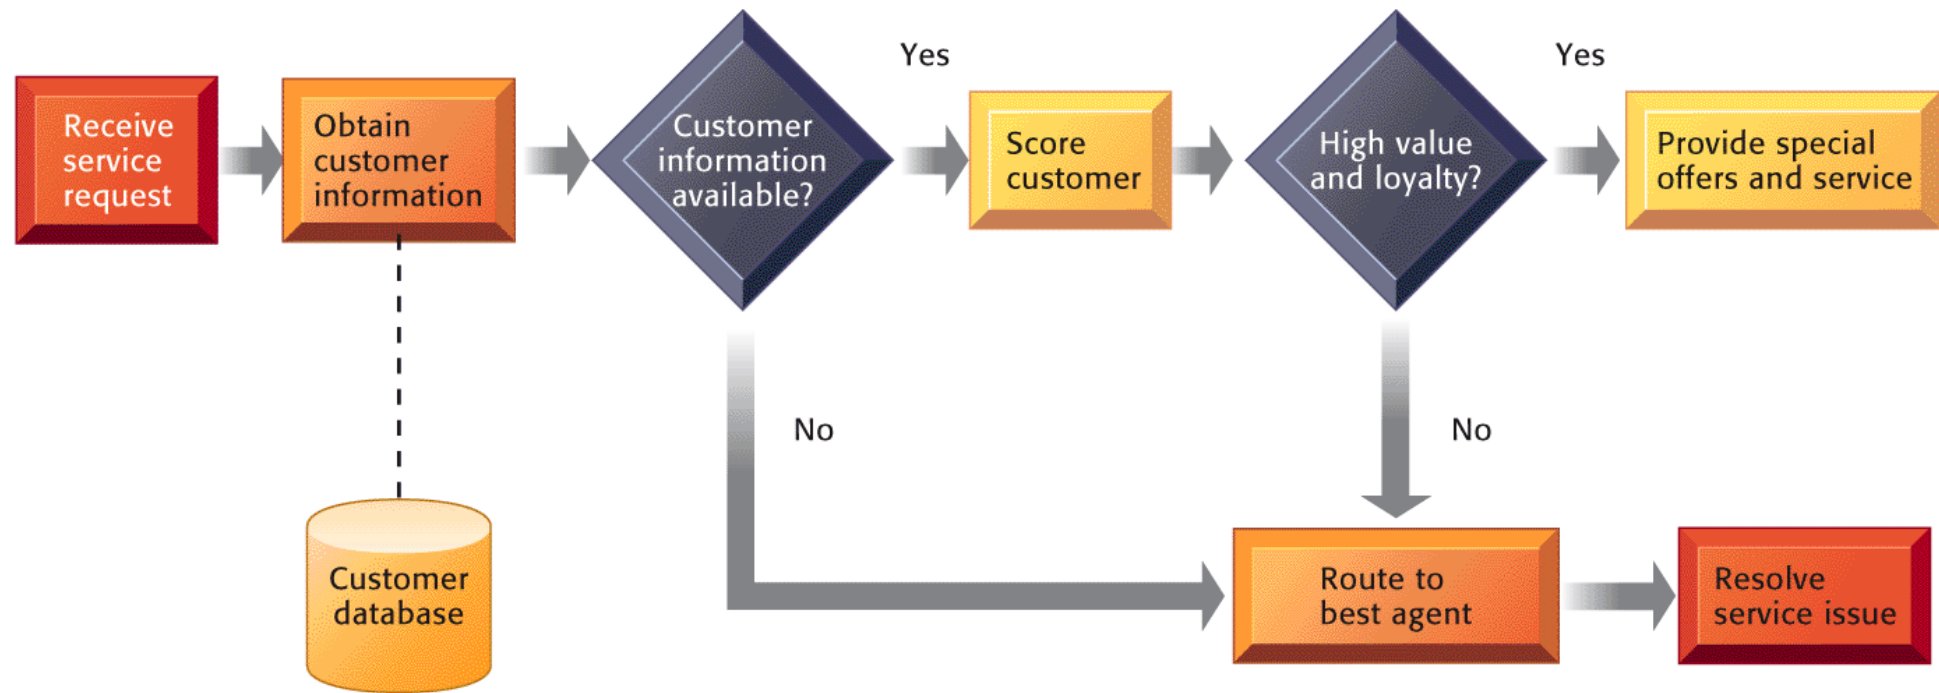 Receive
service
request
Obtain
customer
information
Customer
information
available?
Yes
Score
customer
High value
and loyalty?
Yes
Provide special
offers and service
No
No
Customer
database
Route to
best agent
Resolve
service issue